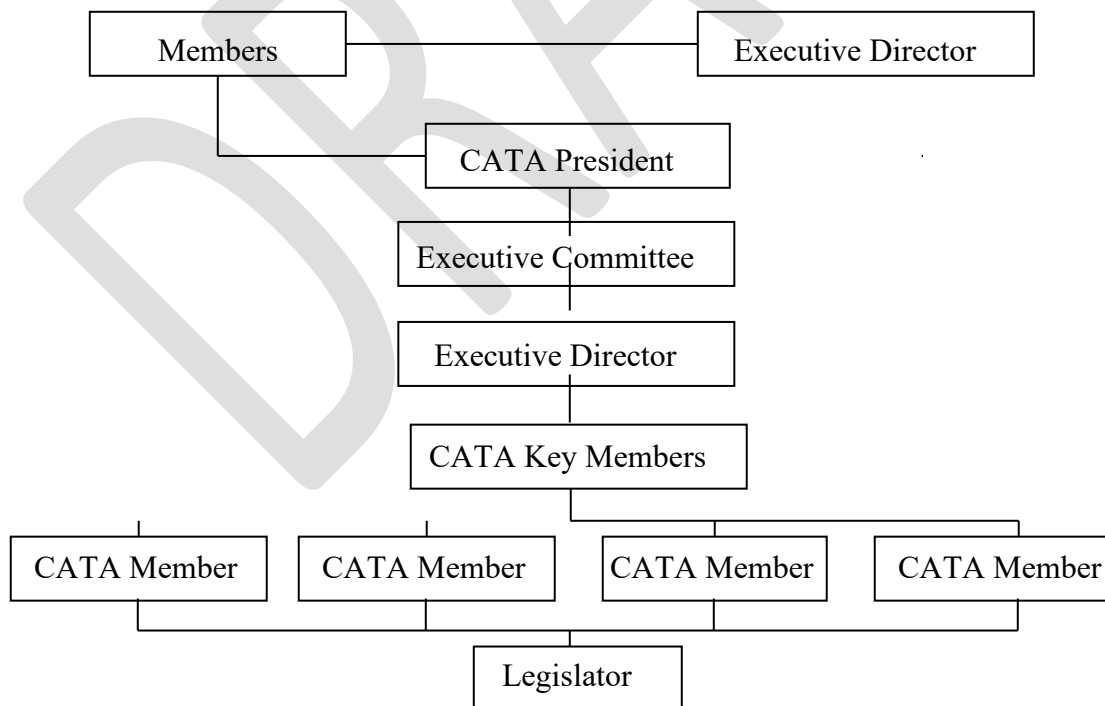 Members
Executive Director
CATA President
Executive Committee
Executive Director
CATA Key Members
CATA Member
CATA Member
CATA Member
CATA Member
Legislator